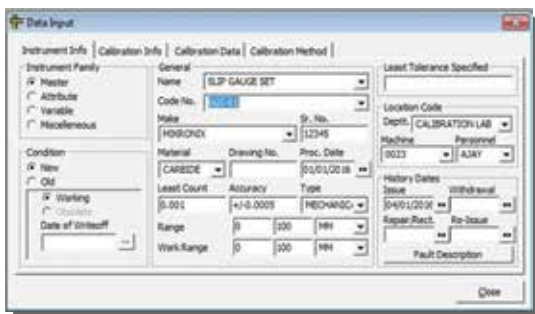 Data Input
Instrument Info Calibration Info Calibration Data Calibration Method
Instrument Family
Master
Attribute
Variable
Miscelleneous
Condition
New
Old
Working
Obsolete
Date of Writeoff
General
Name SLIP GAUGE SET
Code No.
Make Sr. No.
MIKRONIX 12345
Material Drawing No. Proc. Date
CARBIDE 01/01/2016
Least Count Accuracy Type
0.001 +/-0.0005 MECHANICA
Range 0 100 MM
Work Range 0 100 MM
Least Tolerance Specified
Location Code
Deptt. CALIBRATION LAB
Machine Personnel
0023 AJAY
History Dates
Issue Withdrawal
04/01/2016
Repair/Rect. Re-Issue
Fault Description
Close